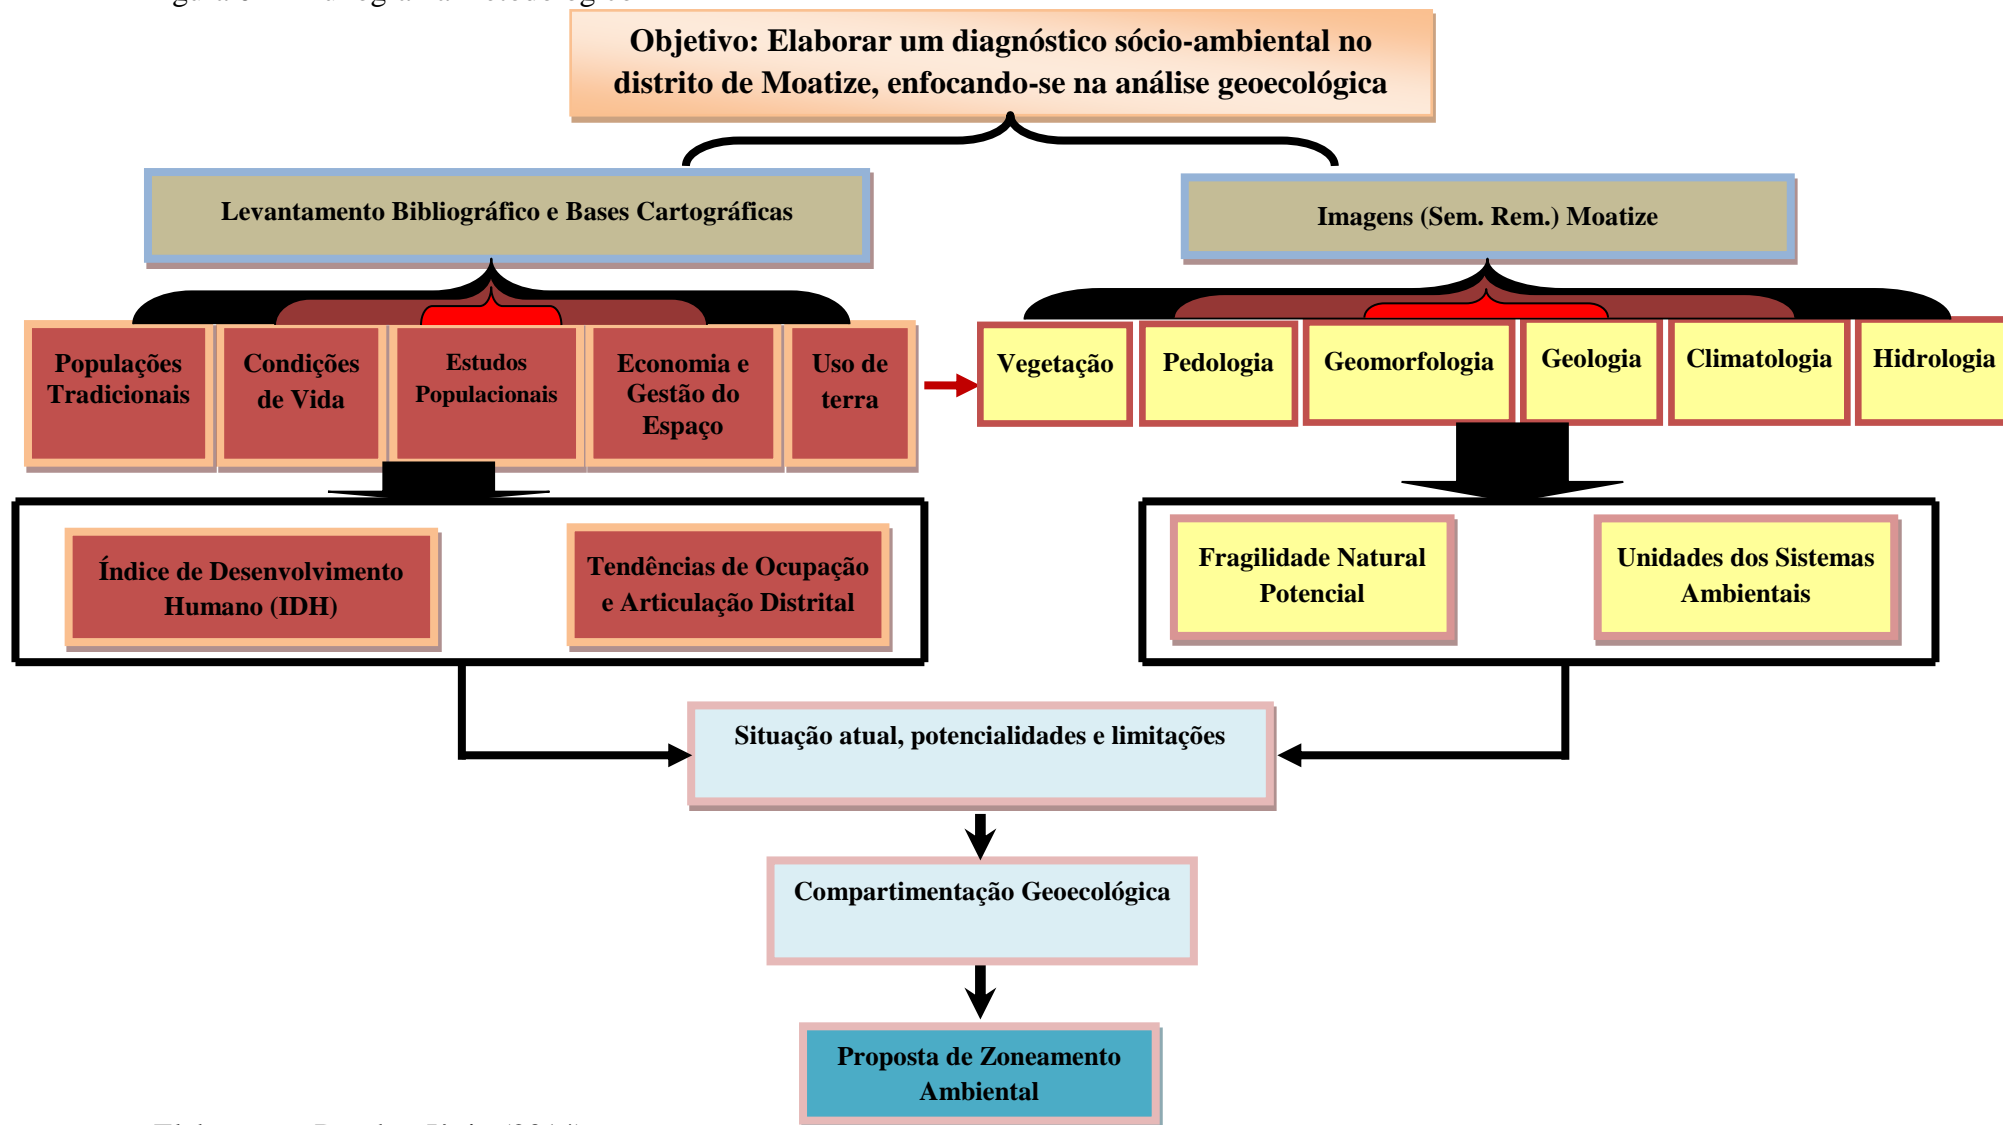 Objetivo: Elaborar um diagnóstico sócio-ambiental no
distrito de Moatize, enfocando-se na análise geoecológica
Levantamento Bibliográfico e Bases Cartográficas
Imagens (Sem. Rem.) Moatize
Populações
Tradicionais
Condições
de Vida
Estudos
Populacionais
Economia e
Gestão do
Espaço
Uso de
terra
Vegetação
Pedologia
Geomorfologia
Geologia
Climatologia
Hidrologia
Índice de Desenvolvimento
Humano (IDH)
Tendências de Ocupação
e Articulação Distrital
Fragilidade Natural
Potencial
Unidades dos Sistemas
Ambientais
Situação atual, potencialidades e limitações
Compartimentação Geoecológica
Proposta de Zoneamento
Ambiental